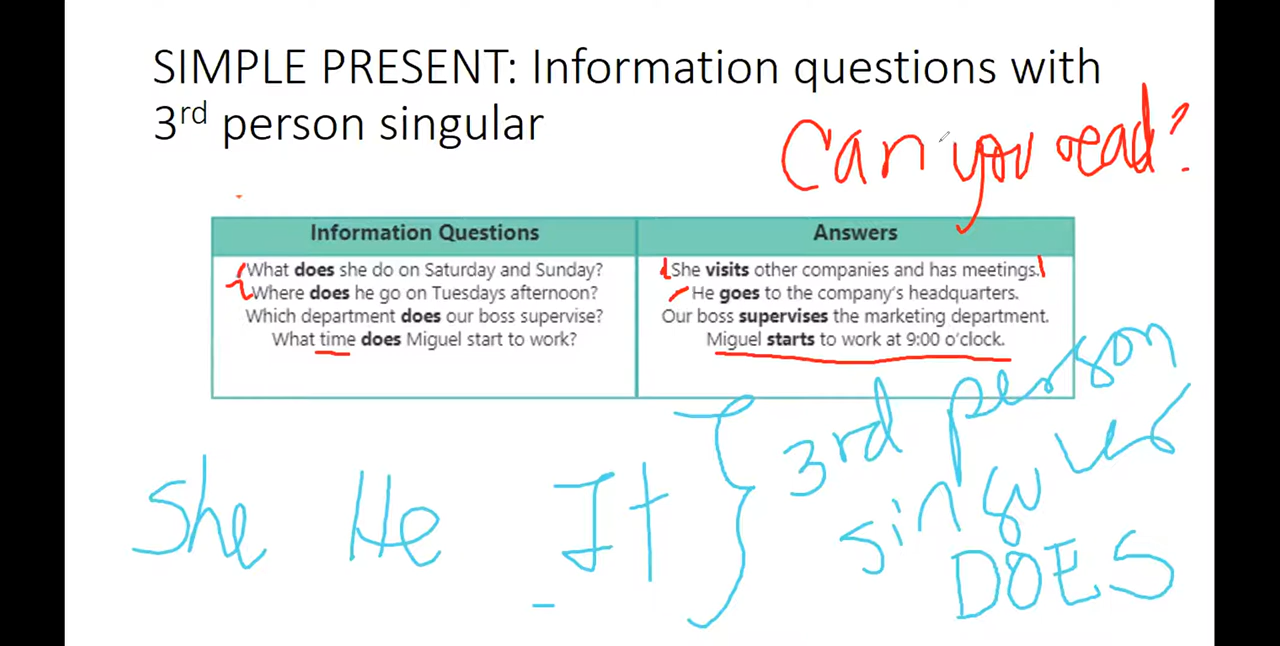 SIMPLE PRESENT: Information questions with
3rd person singular
Can you read?
Information Questions
What does she do on Saturday and Sunday?
Where does he go on Tuesdays afternoon?
Which department does our boss supervise?
What time does Miguel start to work?
Answers
She visits other companies and has meetings.
He goes to the company's headquarters.
Our boss supervises the marketing department.
Miguel starts to work at 9:00 o'clock.
She He It
3rd person
DOES